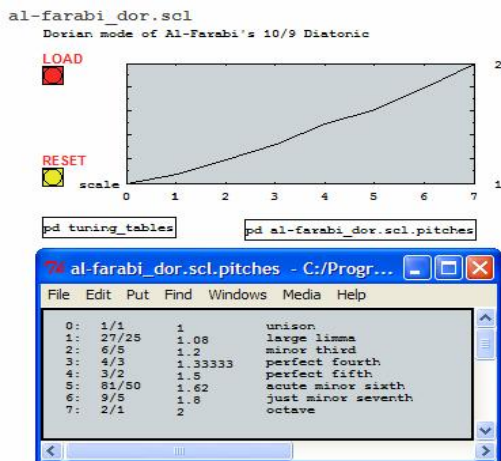 al-farabi_dor.scl
Dorian mode of Al-Farabi's 10/9 Diatonic
LOAD
2
RESET
scale
1
0 1 2 3 4 5 6 7
pd tuning_tables
pd al-farabi_dor.scl.pitches
al-farabi_dor.scl.pitches - C:/Progr...
File Edit Put Find Windows Media Help
0: 1/1 1 unison
1: 27/25 1.08 large limma
2: 6/5 1.2 minor third
3: 4/3 1.33333 perfect fourth
4: 3/2 1.5 perfect fifth
5: 81/50 1.62 acute minor sixth
6: 9/5 1.8 just minor seventh
7: 2/1 2 octave